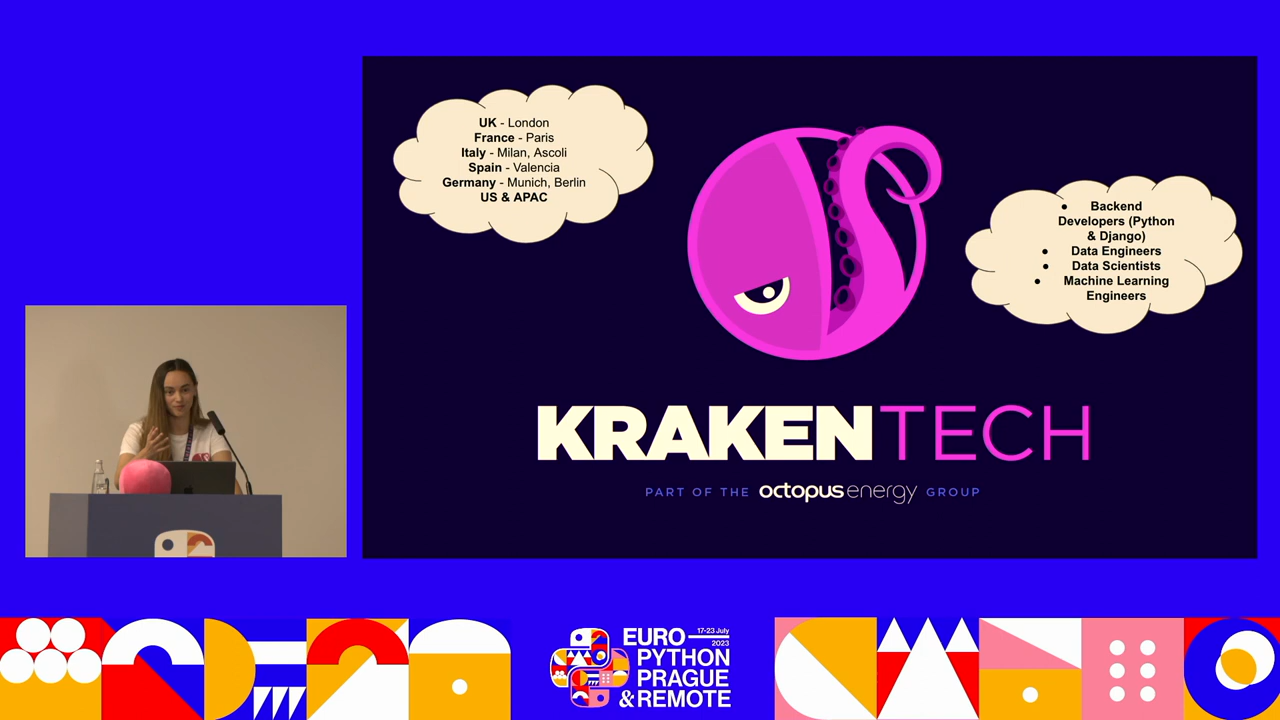 UK - London
France - Paris
Italy - Milan, Ascoli
Spain - Valencia
Germany - Munich, Berlin
US & APAC
• Backend
Developers (Python
& Django)
• Data Engineers
• Data Scientists
• Machine Learning
Engineers
KRAKENTECH
PART OF THE octopusenergy GROUP
EURO 17-23 July
2023
PYTHON
PRAGUE
& REMOTE